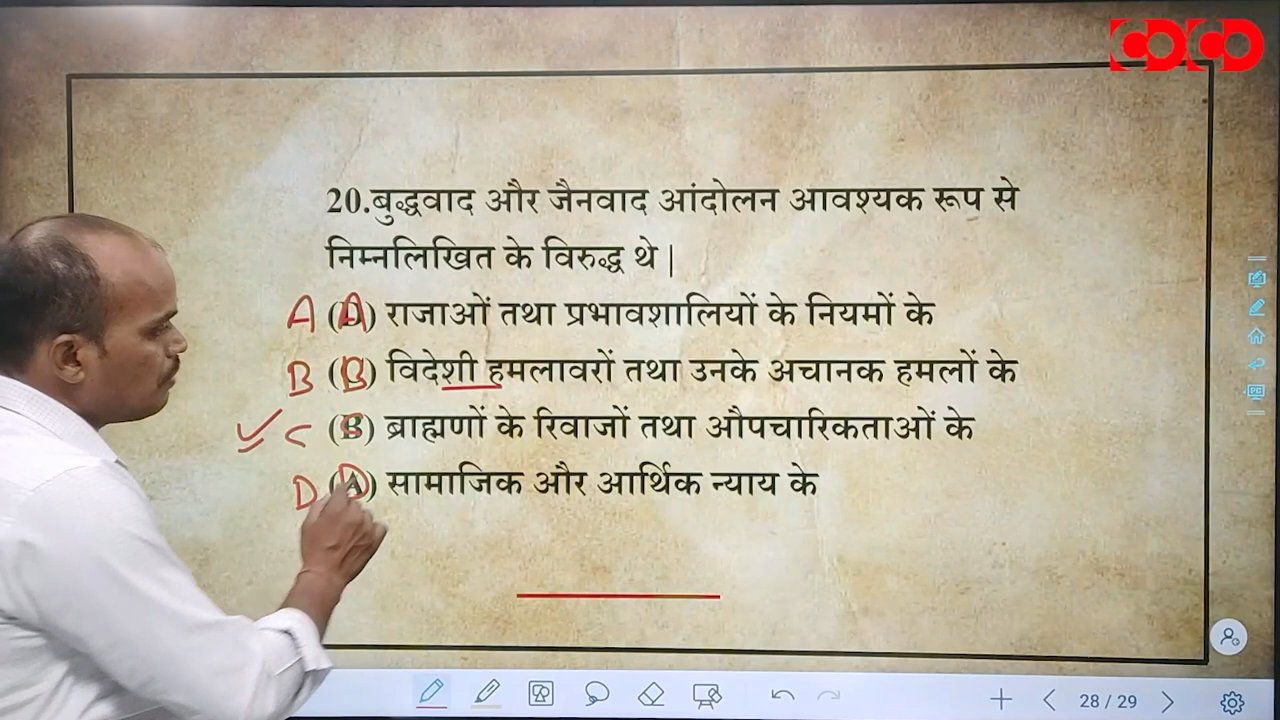 20.बुद्धवाद और जैनवाद आंदोलन आवश्यक रूप से
निम्नलिखित के विरुद्ध थे |
A (D) A राजाओं तथा प्रभावशालियों के नियमों के
B (C) B विदेशी हमलावरों तथा उनके अचानक हमलों के
C (B) C ब्राह्मणों के रिवाजों तथा औपचारिकताओं के
D (A) D सामाजिक और आर्थिक न्याय के
28 / 29